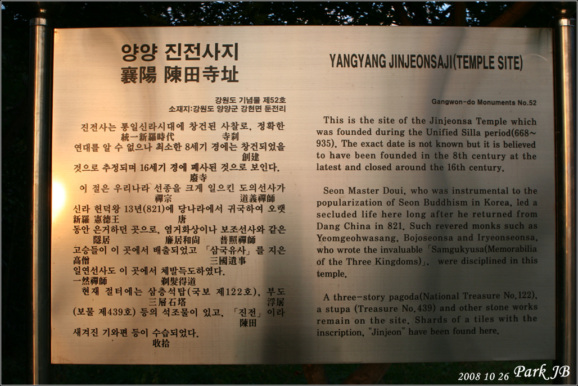 양양 진전사지
襄陽 陳田寺址
강원도 기념물 제52호
소재지: 강원도 양양군 강현면 둔전리
진전사는 통일신라시대에 창건된 사찰로, 정확한
統一新羅時代 寺刹
연대를 알 수 없으나 최소한 8세기 경에는 창건되었을
創建
것으로 추정되며 16세기 경에 폐사된 것으로 보인다.
廢寺
이 절은 우리나라 선종을 크게 일으킨 도의선사가
禪宗 道義禪師
신라 헌덕왕 13년(821)에 당나라에서 귀국하여 오랫
新羅 憲德王 唐
동안 은거하던 곳으로, 염거화상이나 보조선사와 같은
隱居 廉居和尙 普照禪師
고승들이 이 곳에서 배출되었고 「삼국유사」를 지은
高僧 三國遺事
일연선사도 이 곳에서 체발득도하였다.
一然禪師 剃髮得道
현재 절터에는 삼층석탑(국보 제122호), 부도
三層石塔 浮屠
(보물 제439호) 등의 석조물이 있고, 「진전」이라
陳田
새겨진 기와편 등이 수습되었다.
收拾
YANGYANG JINJEONSAJI(TEMPLE SITE)
Gangwon-do Monuments No.52
This is the site of the Jinjeonsa Temple which
was founded during the Unified Silla period(668~
935). The exact date is not known but it is believed
to have been founded in the 8th century at the
latest and closed around the 16th century.
Seon Master Doui, who was instrumental to the
popularization of Seon Buddhism in Korea, led a
secluded life here long after he returned from
Dang China in 821. Such revered monks such as
Yeomgeohwasang, Bojoseonsa and Iryeonseonsa,
who wrote the invaluable 「Samgukyusa(Memorabilia
of the Three Kingdoms)」, were disciplined in this
temple.
A three-story pagoda(National Treasure No.122),
a stupa (Treasure No.439) and other stone works
remain on the site. Shards of a tiles with the
inscription, "Jinjeon" have been found here.
2008 10 26 Park JB